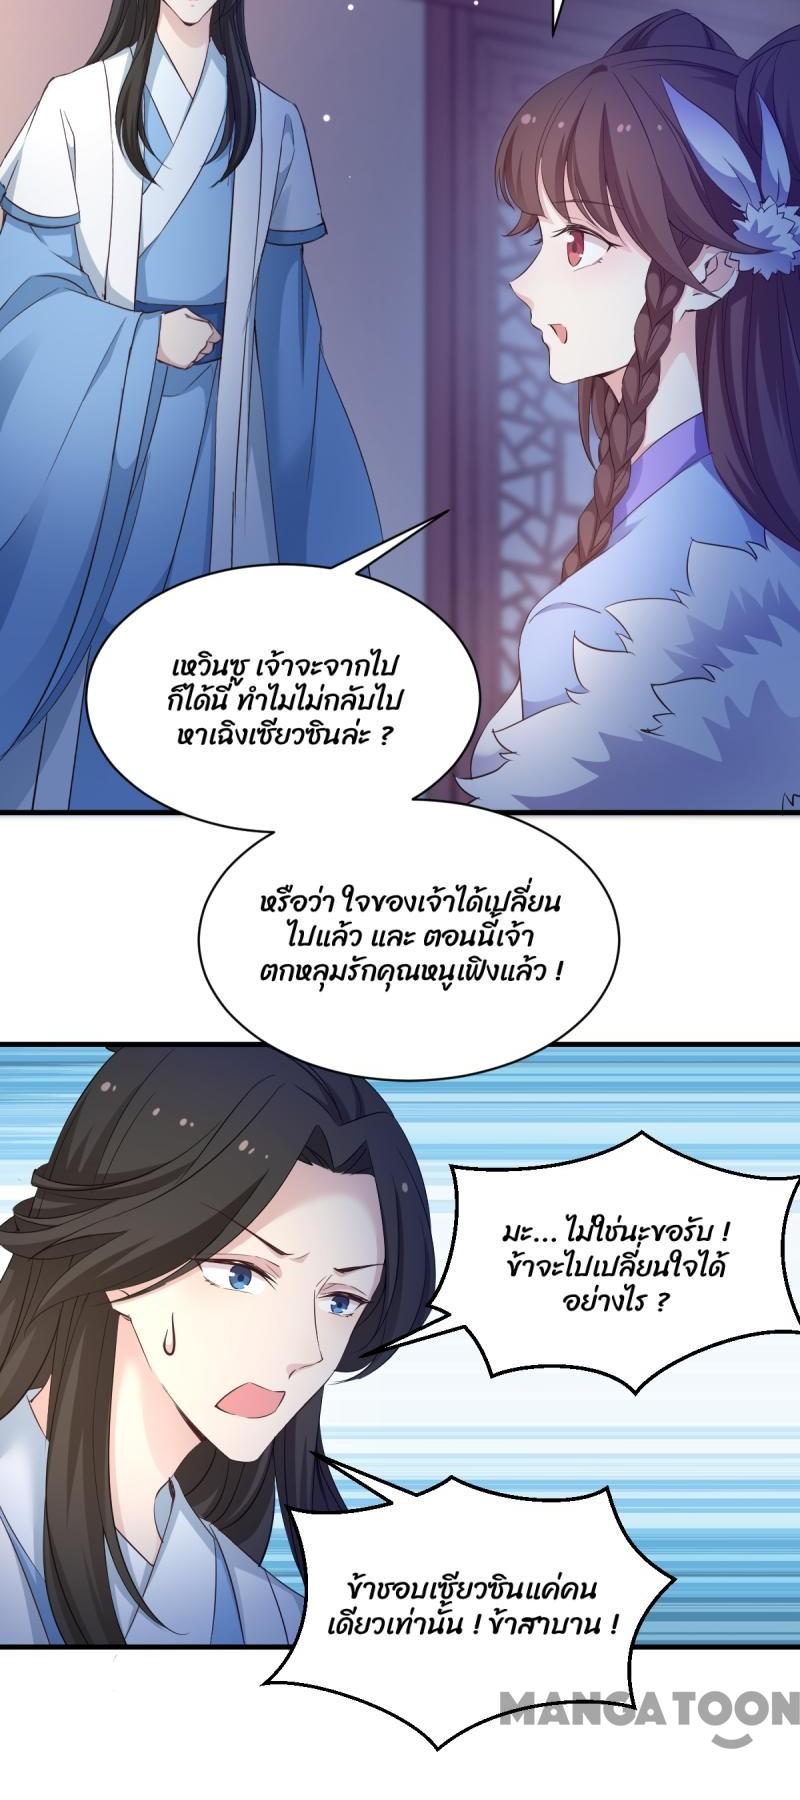 เหวินซู เจ้าจะจากไป
ก็ได้นี่ ทำไมไม่กลับไป
หาเฉิงเซียวซินล่ะ ?
หรือว่า ใจของเจ้าได้เปลี่ยน
ไปแล้ว และ ตอนนี้เจ้า
ตกหลุมรักคุณหนูเฟิงแล้ว !
มะ... ไม่ใช่นะขอรับ !
ข้าจะไปเปลี่ยนใจได้
อย่างไร ?
ข้าชอบเซียวซินแค่คน
เดียวเท่านั้น ! ข้าสาบาน !
MANGATOON